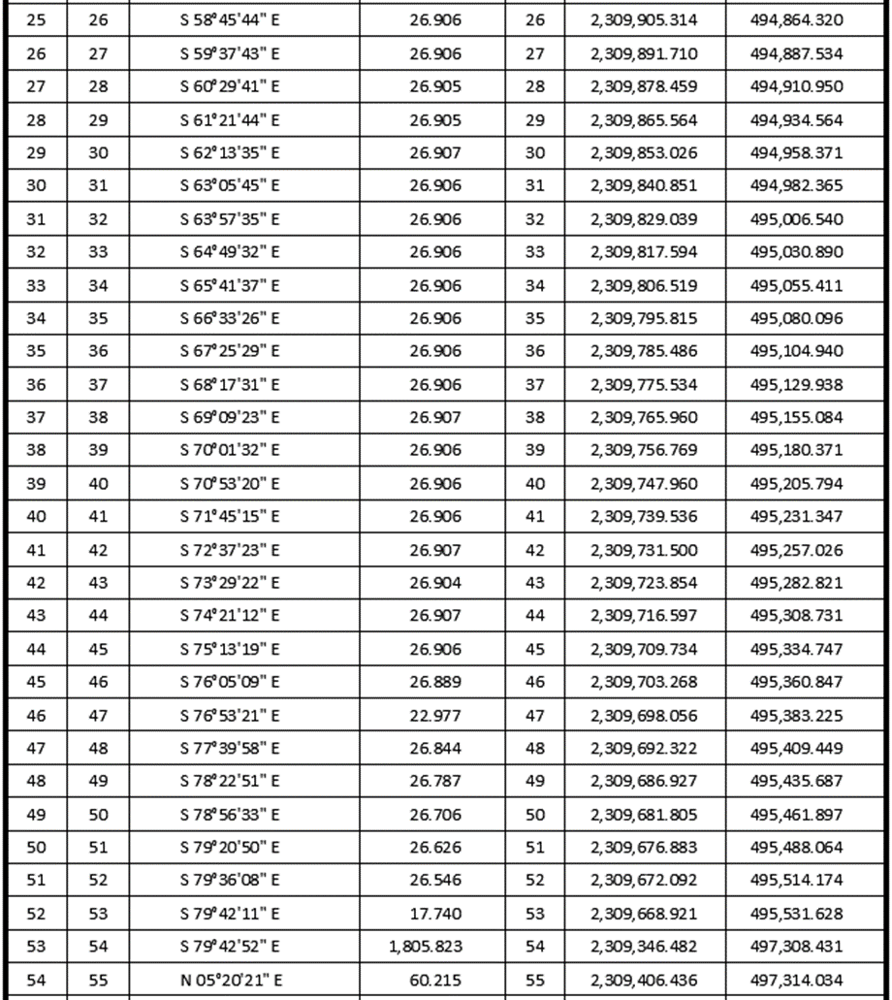 25 26 S 58°45'44" E 26.906 26 2,309,905.314 494,864.320
26 27 S 59°37'43" E 26.906 27 2,309,891.710 494,887.534
27 28 S 60°29'41" E 26.905 28 2,309,878.459 494,910.950
28 29 S 61°21'44" E 26.905 29 2,309,865.564 494,934.564
29 30 S 62°13'35" E 26.907 30 2,309,853.026 494,958.371
30 31 S 63°05'45" E 26.906 31 2,309,840.851 494,982.365
31 32 S 63°57'35" E 26.906 32 2,309,829.039 495,006.540
32 33 S 64°49'32" E 26.906 33 2,309,817.594 495,030.890
33 34 S 65°41'37" E 26.906 34 2,309,806.519 495,055.411
34 35 S 66°33'26" E 26.906 35 2,309,795.815 495,080.096
35 36 S 67°25'29" E 26.906 36 2,309,785.486 495,104.940
36 37 S 68°17'31" E 26.906 37 2,309,775.534 495,129.938
37 38 S 69°09'23" E 26.907 38 2,309,765.960 495,155.084
38 39 S 70°01'32" E 26.906 39 2,309,756.769 495,180.371
39 40 S 70°53'20" E 26.906 40 2,309,747.960 495,205.794
40 41 S 71°45'15" E 26.906 41 2,309,739.536 495,231.347
41 42 S 72°37'23" E 26.907 42 2,309,731.500 495,257.026
42 43 S 73°29'22" E 26.904 43 2,309,723.854 495,282.821
43 44 S 74°21'12" E 26.907 44 2,309,716.597 495,308.731
44 45 S 75°13'19" E 26.906 45 2,309,709.734 495,334.747
45 46 S 76°05'09" E 26.889 46 2,309,703.268 495,360.847
46 47 S 76°53'21" E 22.977 47 2,309,698.056 495,383.225
47 48 S 77°39'58" E 26.844 48 2,309,692.322 495,409.449
48 49 S 78°22'51" E 26.787 49 2,309,686.927 495,435.687
49 50 S 78°56'33" E 26.706 50 2,309,681.805 495,461.897
50 51 S 79°20'50" E 26.626 51 2,309,676.883 495,488.064
51 52 S 79°36'08" E 26.546 52 2,309,672.092 495,514.174
52 53 S 79°42'11" E 17.740 53 2,309,668.921 495,531.628
53 54 S 79°42'52" E 1,805.823 54 2,309,346.482 497,308.431
54 55 N 05°20'21" E 60.215 55 2,309,406.436 497,314.034